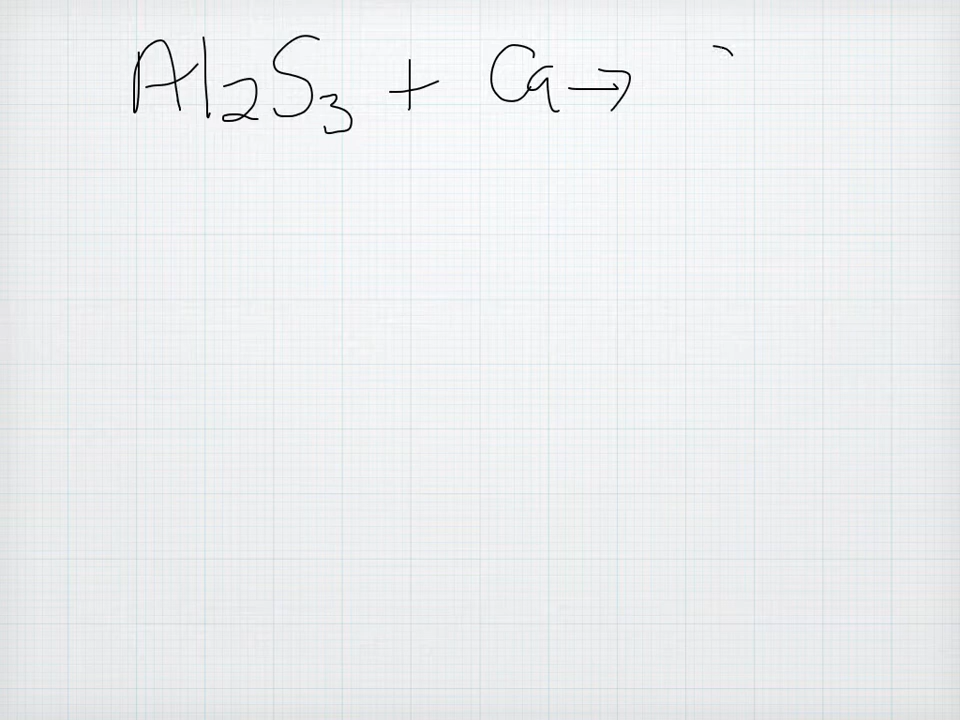 Al₂S₃ + Ca →